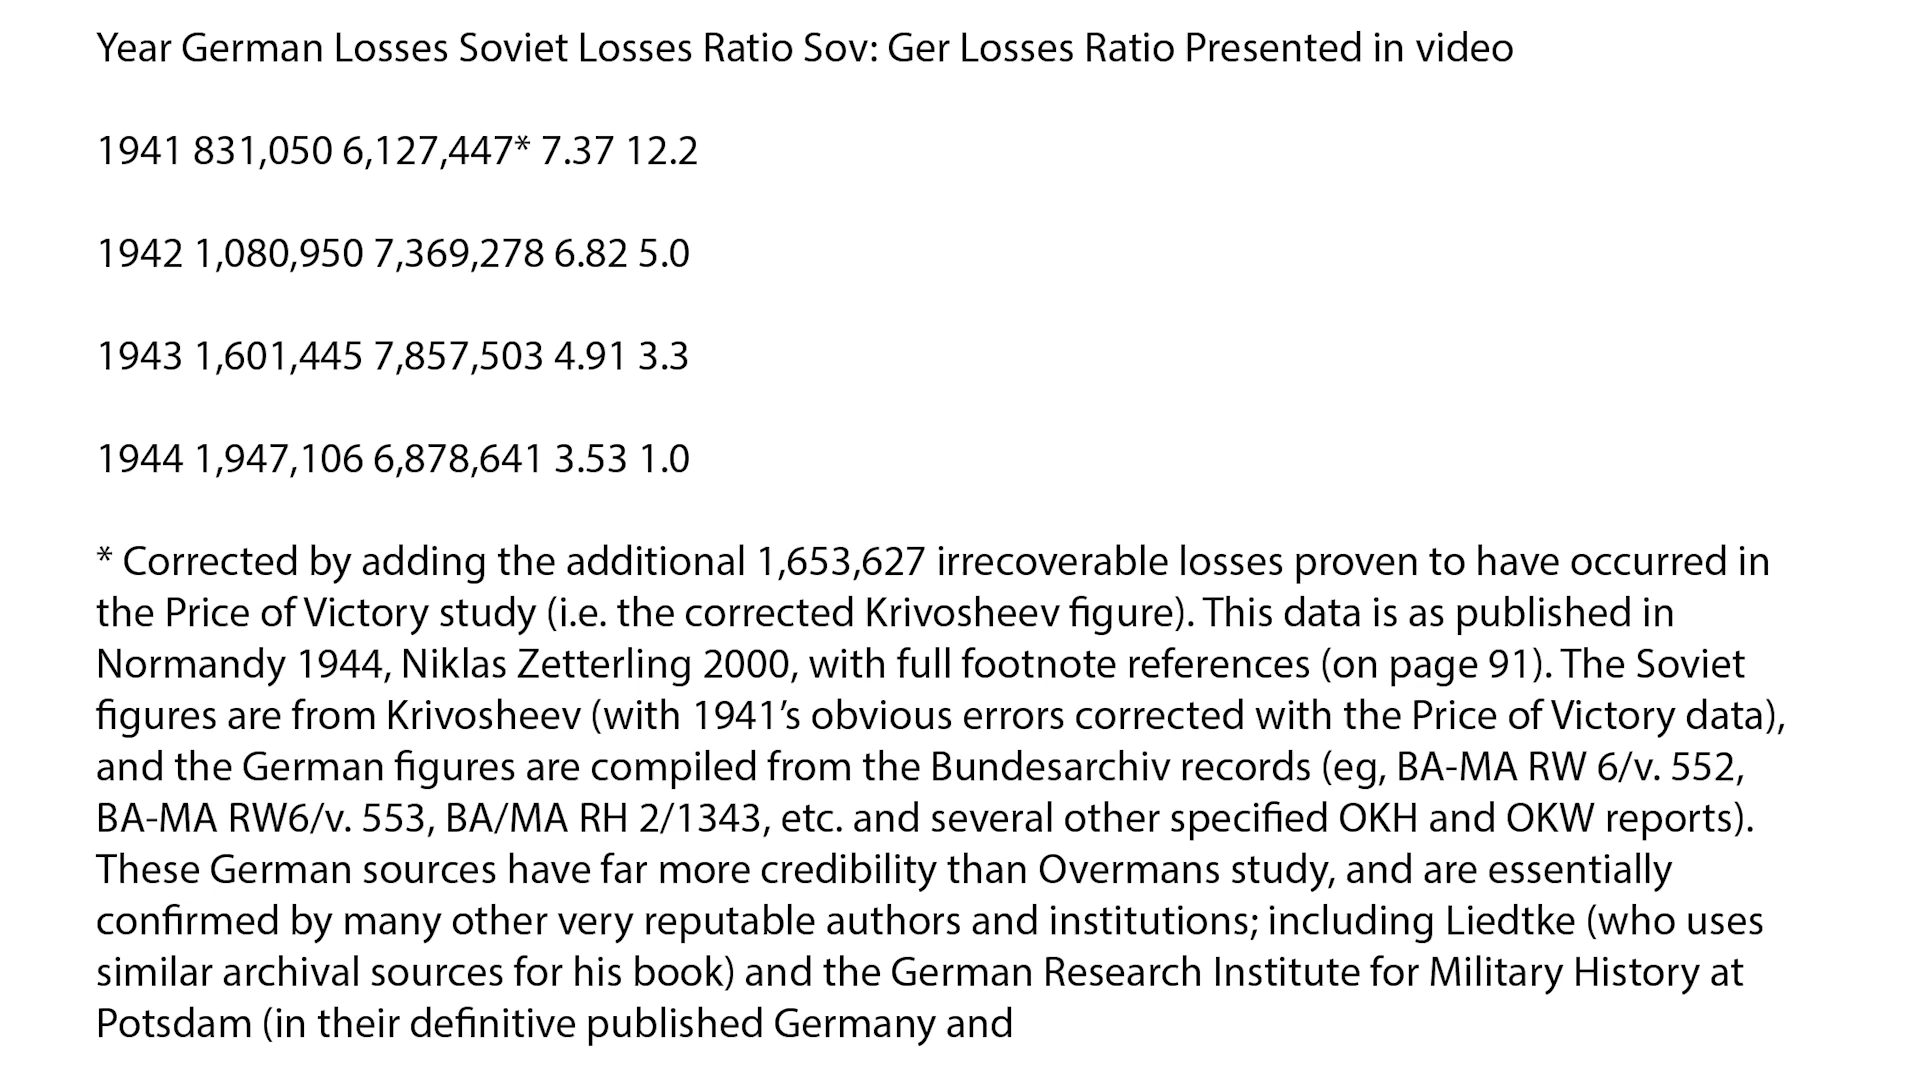 Year German Losses Soviet Losses Ratio Sov: Ger Losses Ratio Presented in video
1941 831,050 6,127,447* 7.37 12.2
1942 1,080,950 7,369,278 6.82 5.0
1943 1,601,445 7,857,503 4.91 3.3
1944 1,947,106 6,878,641 3.53 1.0
* Corrected by adding the additional 1,653,627 irrecoverable losses proven to have occurred in
the Price of Victory study (i.e. the corrected Krivosheev figure). This data is as published in
Normandy 1944, Niklas Zetterling 2000, with full footnote references (on page 91). The Soviet
figures are from Krivosheev (with 1941’s obvious errors corrected with the Price of Victory data),
and the German figures are compiled from the Bundesarchiv records (eg, BA-MA RW 6/v. 552,
BA-MA RW6/v. 553, BA/MA RH 2/1343, etc. and several other specified OKH and OKW reports).
These German sources have far more credibility than Overmans study, and are essentially
confirmed by many other very reputable authors and institutions; including Liedtke (who uses
similar archival sources for his book) and the German Research Institute for Military History at
Potsdam (in their definitive published Germany and